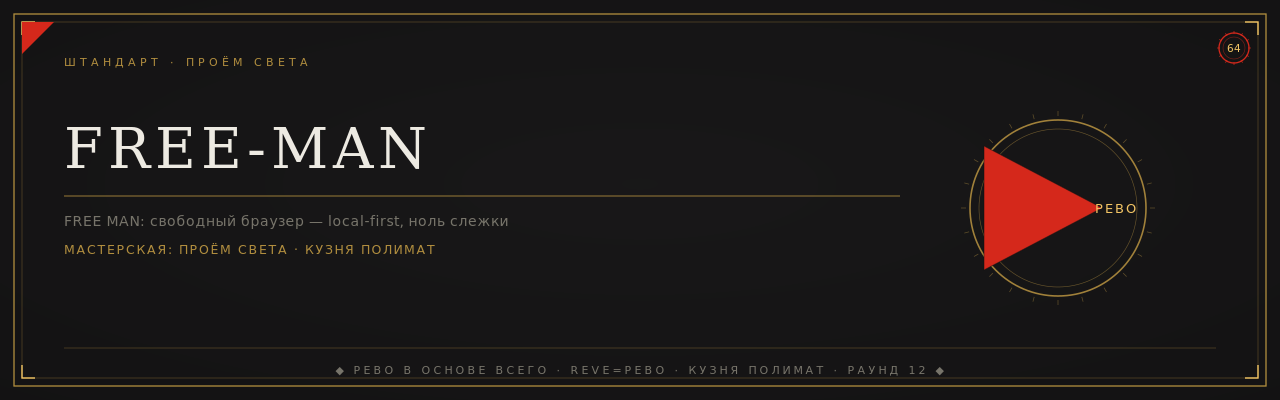 ШТАНДАРТ · ПРОЁМ СВЕТА
64
FREE-MAN
FREE MAN: свободный браузер — local-first, ноль слежки
МАСТЕРСКАЯ: ПРОЁМ СВЕТА · КУЗНЯ ПОЛИМАТ
РЕВО
◆ РЕВО В ОСНОВЕ ВСЕГО · REVE=РЕВО · КУЗНЯ ПОЛИМАТ · РАУНД 12 ◆